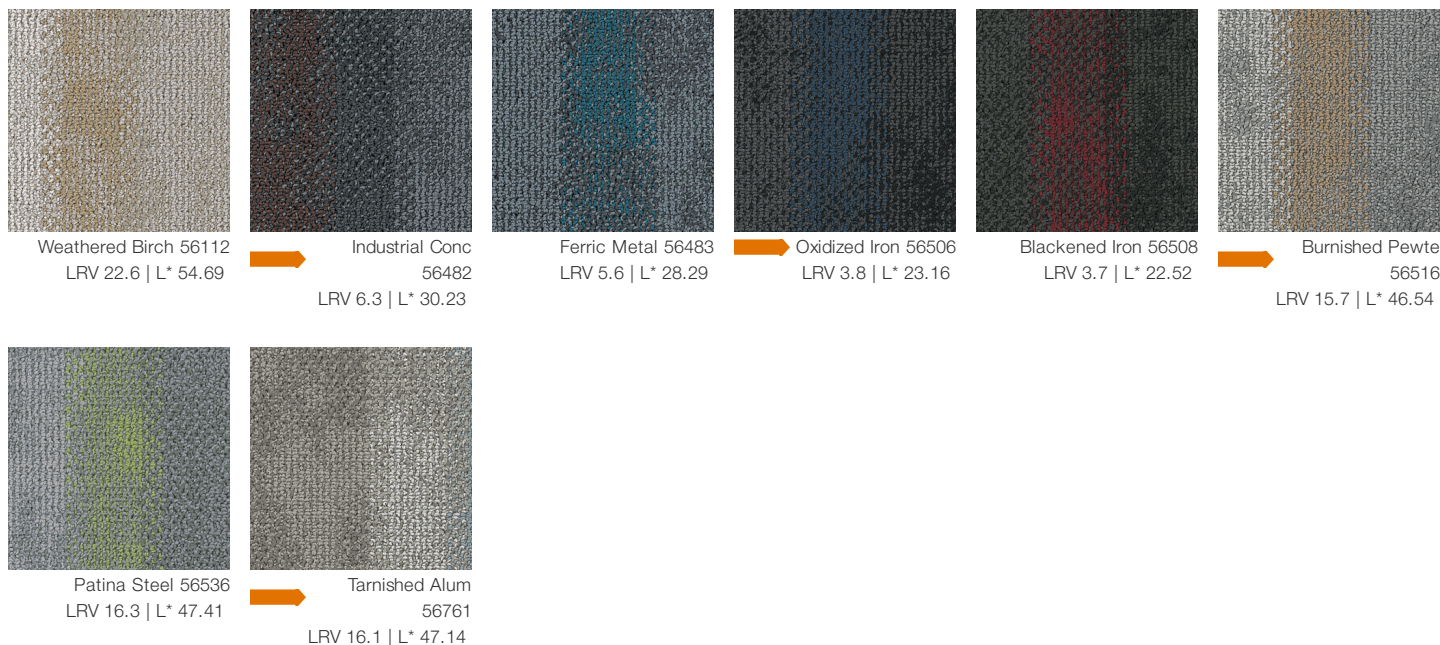 Weathered Birch 56112
LRV 22.6 | L* 54.69
Industrial Conc
56482
LRV 6.3 | L* 30.23
Ferric Metal 56483
LRV 5.6 | L* 28.29
Oxidized Iron 56506
LRV 3.8 | L* 23.16
Blackened Iron 56508
LRV 3.7 | L* 22.52
Burnished Pewte
56516
LRV 15.7 | L* 46.54
Patina Steel 56536
LRV 16.3 | L* 47.41
Tarnished Alum
56761
LRV 16.1 | L* 47.14